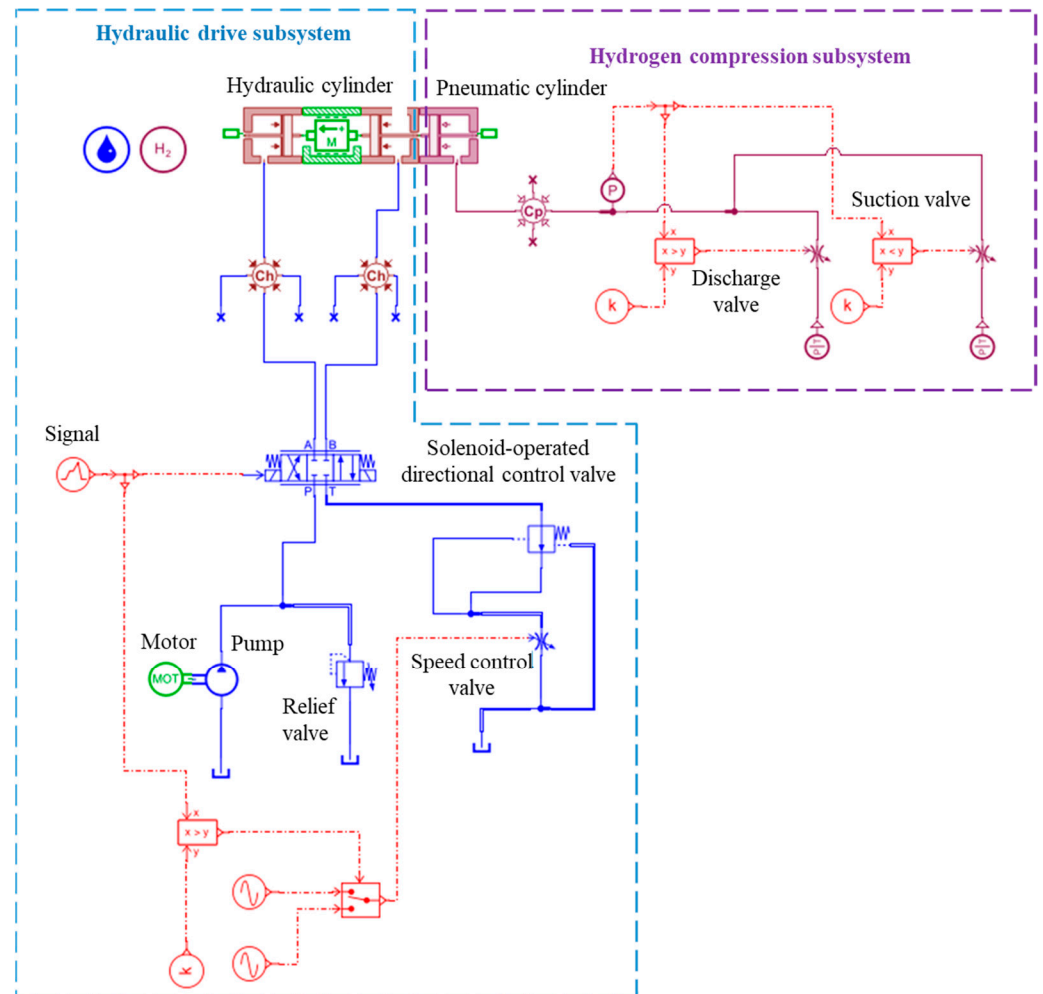 Hydraulic drive subsystem
Hydrogen compression subsystem
Hydraulic cylinder
Pneumatic cylinder
M
H₂
P
Cp
Suction valve
x
x > y
y
x
x < y
y
Discharge
valve
k
k
Ch
Ch
P,T
P,T
Signal
A B
P T
Solenoid-operated
directional control valve
Motor
Pump
MOT
Relief
valve
Speed control
valve
x
x > y
y
k